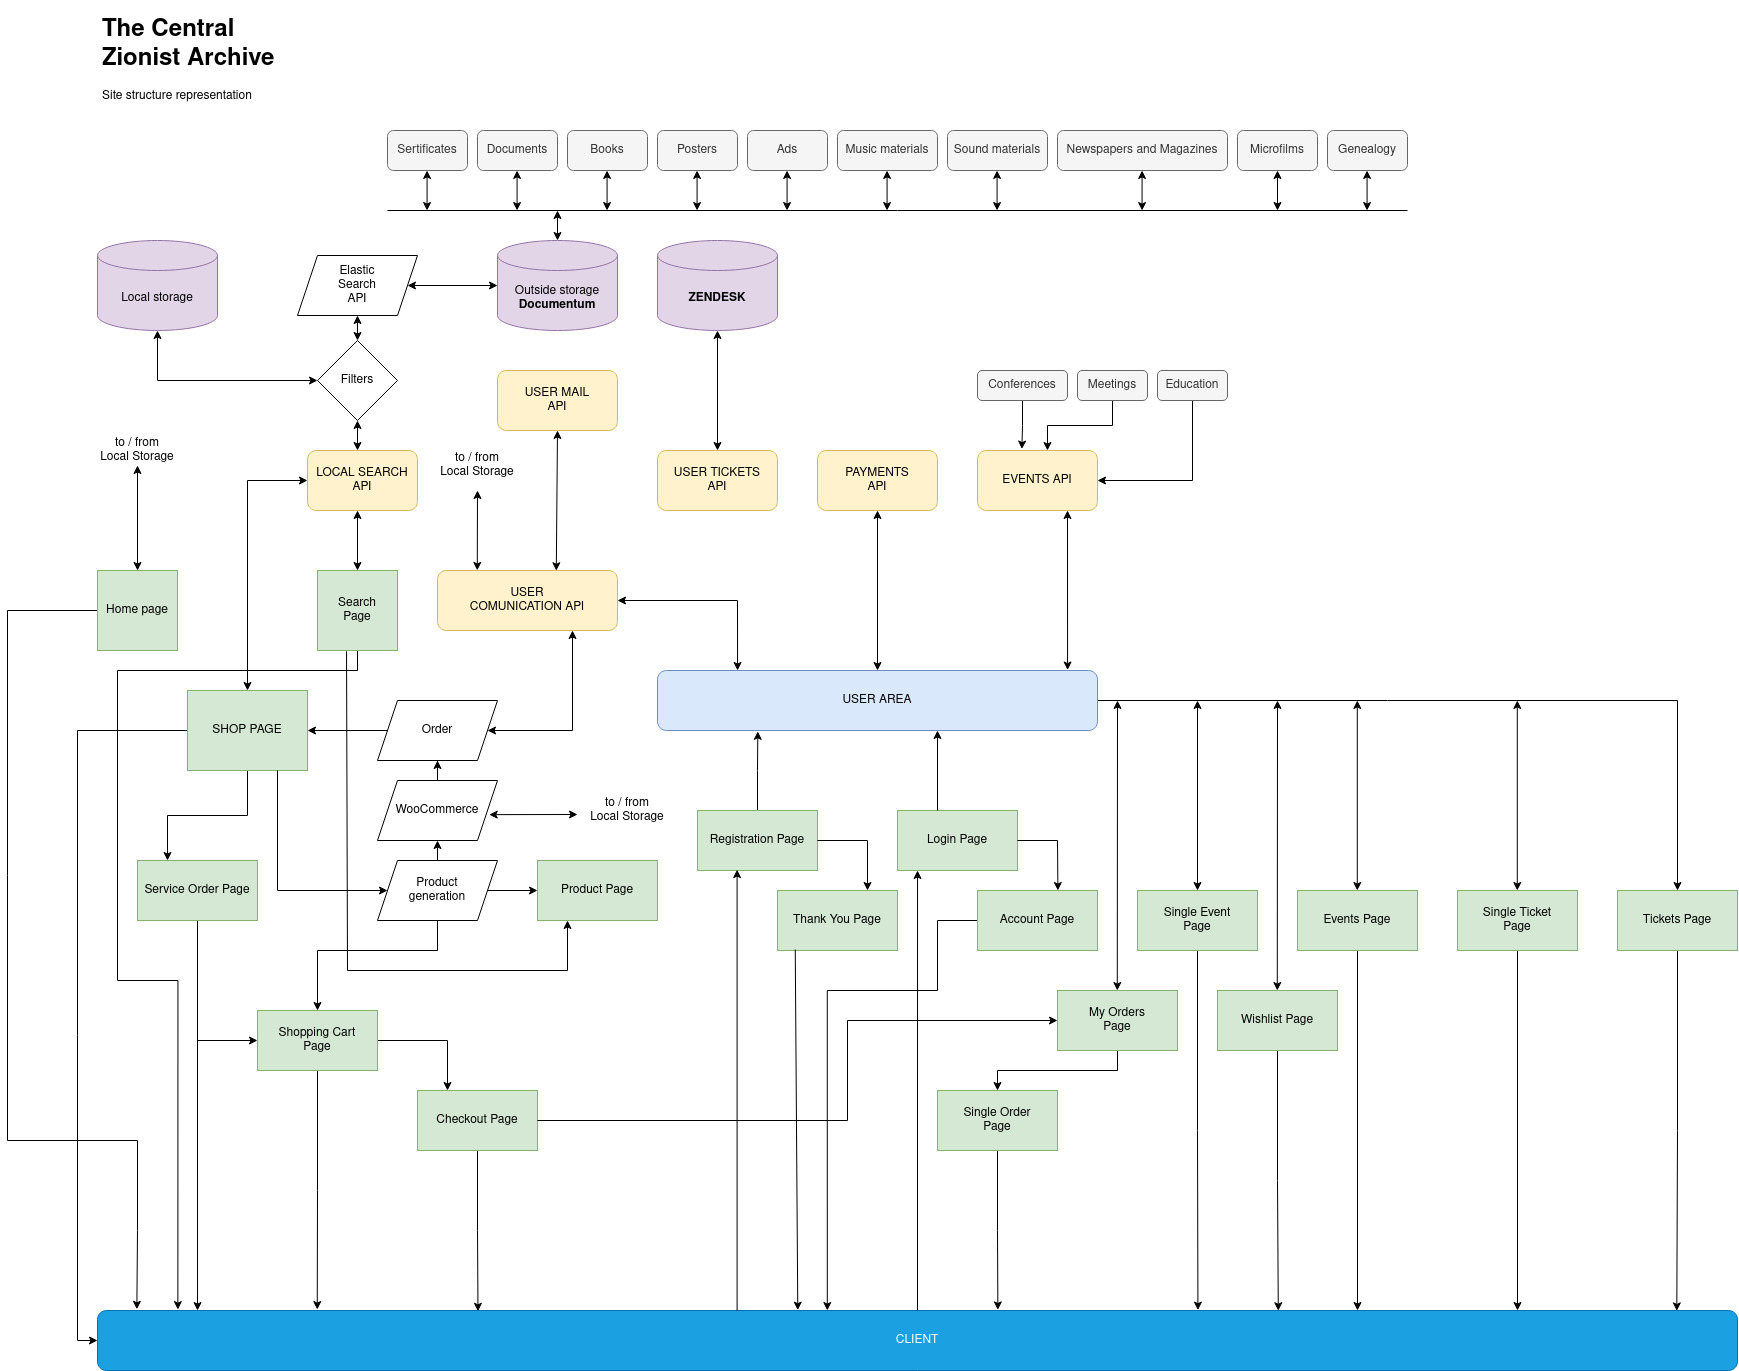 The Central
Zionist Archive
Site structure representation
Sertificates
Documents
Books
Posters
Ads
Music materials
Sound materials
Newspapers and Magazines
Microfilms
Genealogy
Local storage
Elastic
Search
API
Outside storage
Documentum
ZENDESK
Filters
USER MAIL
API
Conferences
Meetings
Education
to / from
Local Storage
LOCAL SEARCH
API
to / from
Local Storage
USER TICKETS
API
PAYMENTS
API
EVENTS API
Home page
Search
Page
USER
COMUNICATION API
USER AREA
SHOP PAGE
Order
WooCommerce
to / from
Local Storage
Registration Page
Login Page
Service Order Page
Product
generation
Product Page
Thank You Page
Account Page
Single Event
Page
Events Page
Single Ticket
Page
Tickets Page
Shopping Cart
Page
My Orders
Page
Wishlist Page
Checkout Page
Single Order
Page
CLIENT